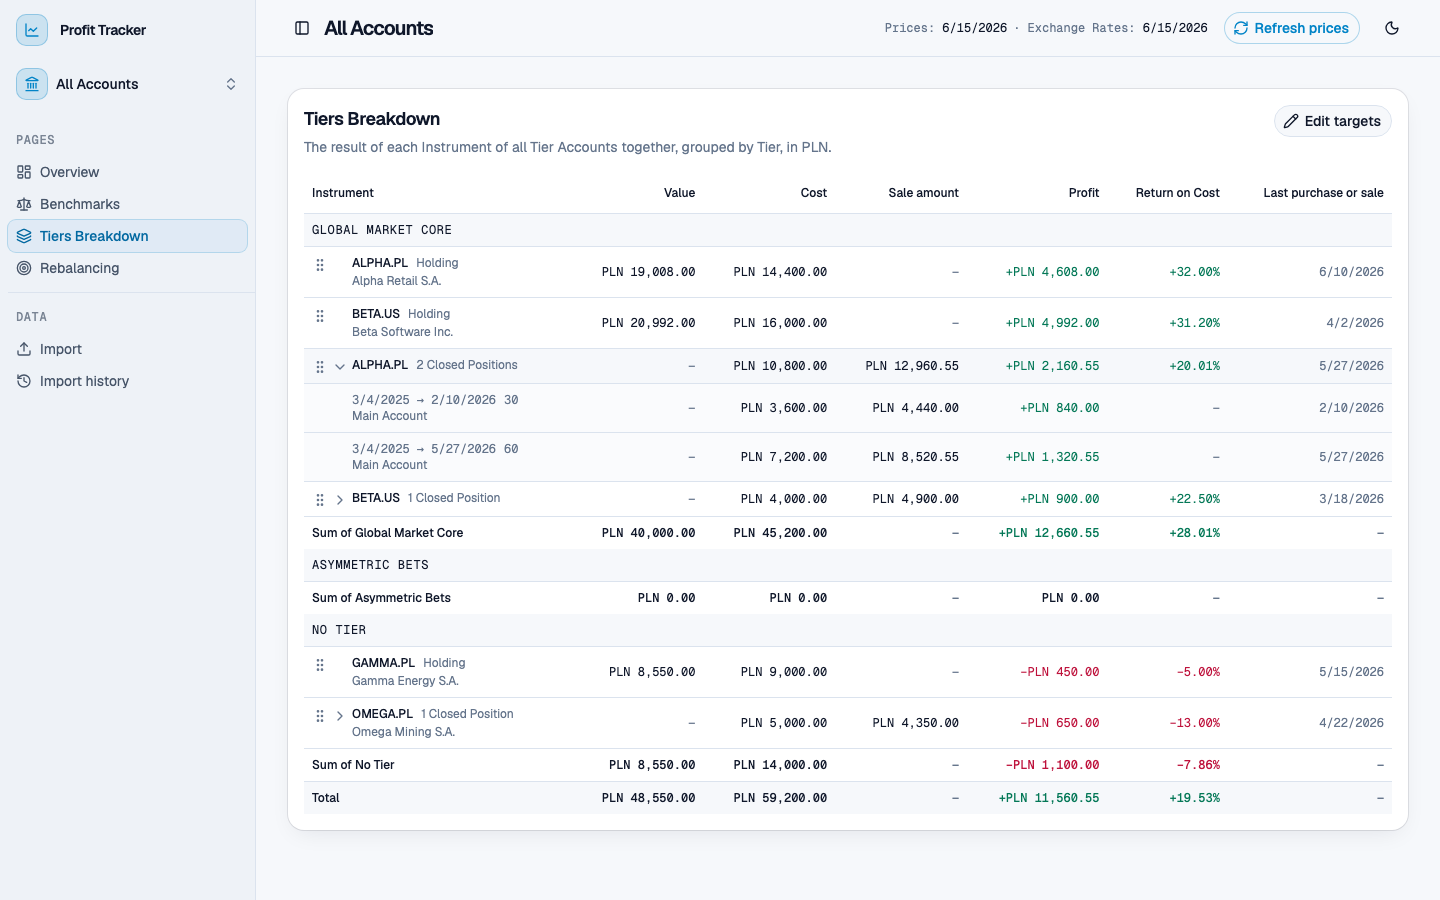 Profit Tracker
All Accounts
PAGES
Overview
Benchmarks
Tiers Breakdown
Rebalancing
DATA
Import
Import history
All Accounts
Prices: 6/15/2026 · Exchange Rates: 6/15/2026
Refresh prices
Tiers Breakdown
Edit targets
The result of each Instrument of all Tier Accounts together, grouped by Tier, in PLN.
Instrument Value Cost Sale amount Profit Return on Cost Last purchase or sale
GLOBAL MARKET CORE
ALPHA.PL Holding
Alpha Retail S.A.
PLN 19,008.00 PLN 14,400.00 – +PLN 4,608.00 +32.00% 6/10/2026
BETA.US Holding
Beta Software Inc.
PLN 20,992.00 PLN 16,000.00 – +PLN 4,992.00 +31.20% 4/2/2026
ALPHA.PL 2 Closed Positions – PLN 10,800.00 PLN 12,960.55 +PLN 2,160.55 +20.01% 5/27/2026
3/4/2025 → 2/10/2026 30
Main Account
– PLN 3,600.00 PLN 4,440.00 +PLN 840.00 – 2/10/2026
3/4/2025 → 5/27/2026 60
Main Account
– PLN 7,200.00 PLN 8,520.55 +PLN 1,320.55 – 5/27/2026
BETA.US 1 Closed Position – PLN 4,000.00 PLN 4,900.00 +PLN 900.00 +22.50% 3/18/2026
Sum of Global Market Core PLN 40,000.00 PLN 45,200.00 – +PLN 12,660.55 +28.01% –
ASYMMETRIC BETS
Sum of Asymmetric Bets PLN 0.00 PLN 0.00 – PLN 0.00 – –
NO TIER
GAMMA.PL Holding
Gamma Energy S.A.
PLN 8,550.00 PLN 9,000.00 – −PLN 450.00 −5.00% 5/15/2026
OMEGA.PL 1 Closed Position
Omega Mining S.A.
– PLN 5,000.00 PLN 4,350.00 −PLN 650.00 −13.00% 4/22/2026
Sum of No Tier PLN 8,550.00 PLN 14,000.00 – −PLN 1,100.00 −7.86% –
Total PLN 48,550.00 PLN 59,200.00 – +PLN 11,560.55 +19.53% –